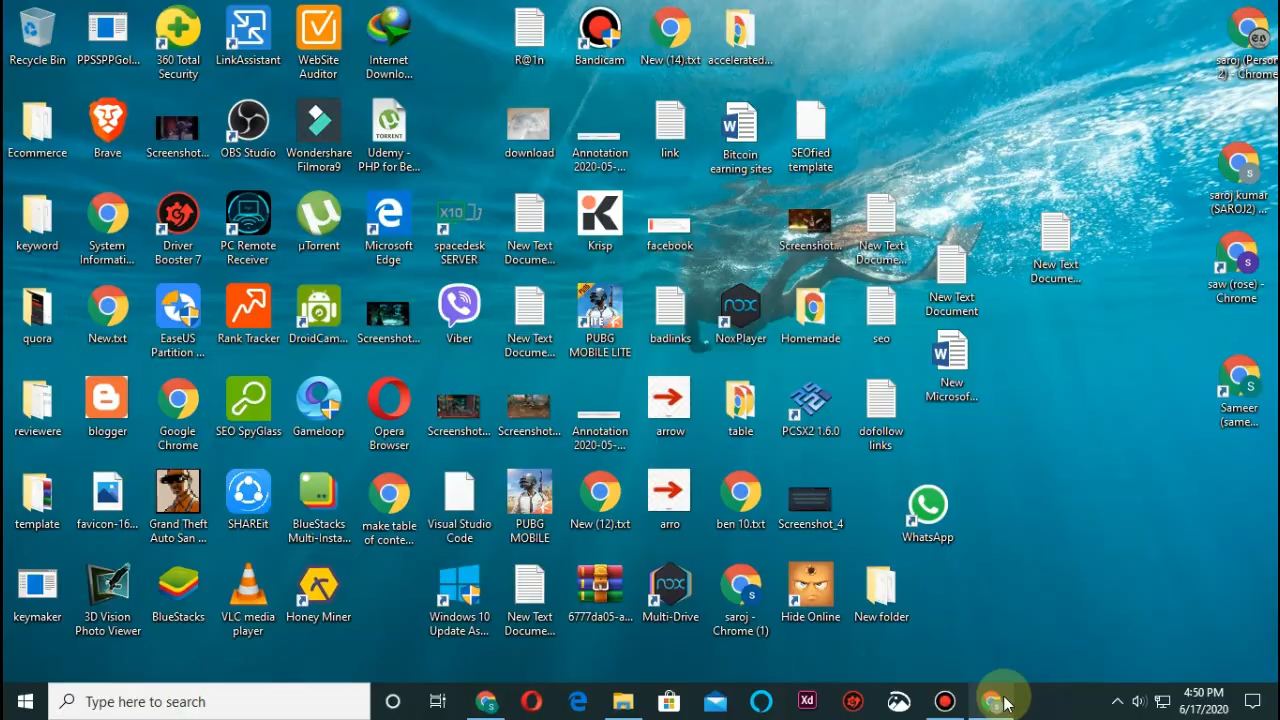 Recycle Bin
PPSSPPGol...
360 Total
Security
LinkAssistant
WebSite
Auditor
Internet
Downlo...
R@1n
Bandicam
New (14).txt
accelerated...
saroj (Person
2) - Chrome
Ecommerce
Brave
Screenshot...
OBS Studio
Wondershare
Filmora9
TORRENT
Udemy -
PHP for Be...
download
Annotation
2020-05-...
link
Bitcoin
earning sites
SEOfied
template
saroj kumar
(SAROJ2) ...
keyword
System
Informati...
Driver
Booster 7
PC Remote
Receiver
µTorrent
Microsoft
Edge
X10
spacedesk
SERVER
New Text
Docume...
Krisp
facebook
Screenshot...
New Text
Docume...
New Text
Document
New Text
Docume...
saw (rose) -
Chrome
quora
New.txt
EaseUS
Partition ...
Rank Tracker
DroidCam...
Screenshot...
Viber
New Text
Docume...
LITE
PUBG
MOBILE LITE
badlinks
nox
NoxPlayer
Homemade
seo
New
Microsof...
reviewere
blogger
Google
Chrome
SEO SpyGlass
Gameloop
Opera
Browser
Screenshot...
Screenshot...
Annotation
2020-05-...
arrow
table
PCSX2 1.6.0
dofollow
links
Sameer
(same...
template
favicon-16...
Grand Theft
Auto San ...
SHAREit
BlueStacks
Multi-Insta...
make table
of conte...
Visual Studio
Code
PUBG
MOBILE
New (12).txt
arro
ben 10.txt
Screenshot_4
WhatsApp
keymaker
3D Vision
Photo Viewer
BlueStacks
VLC media
player
Honey Miner
Windows 10
Update As...
New Text
Docume...
6777da05-a...
nox
Multi-Drive
saroj -
Chrome (1)
Hide Online
New folder
Type here to search
Xd
4:50 PM
6/17/2020